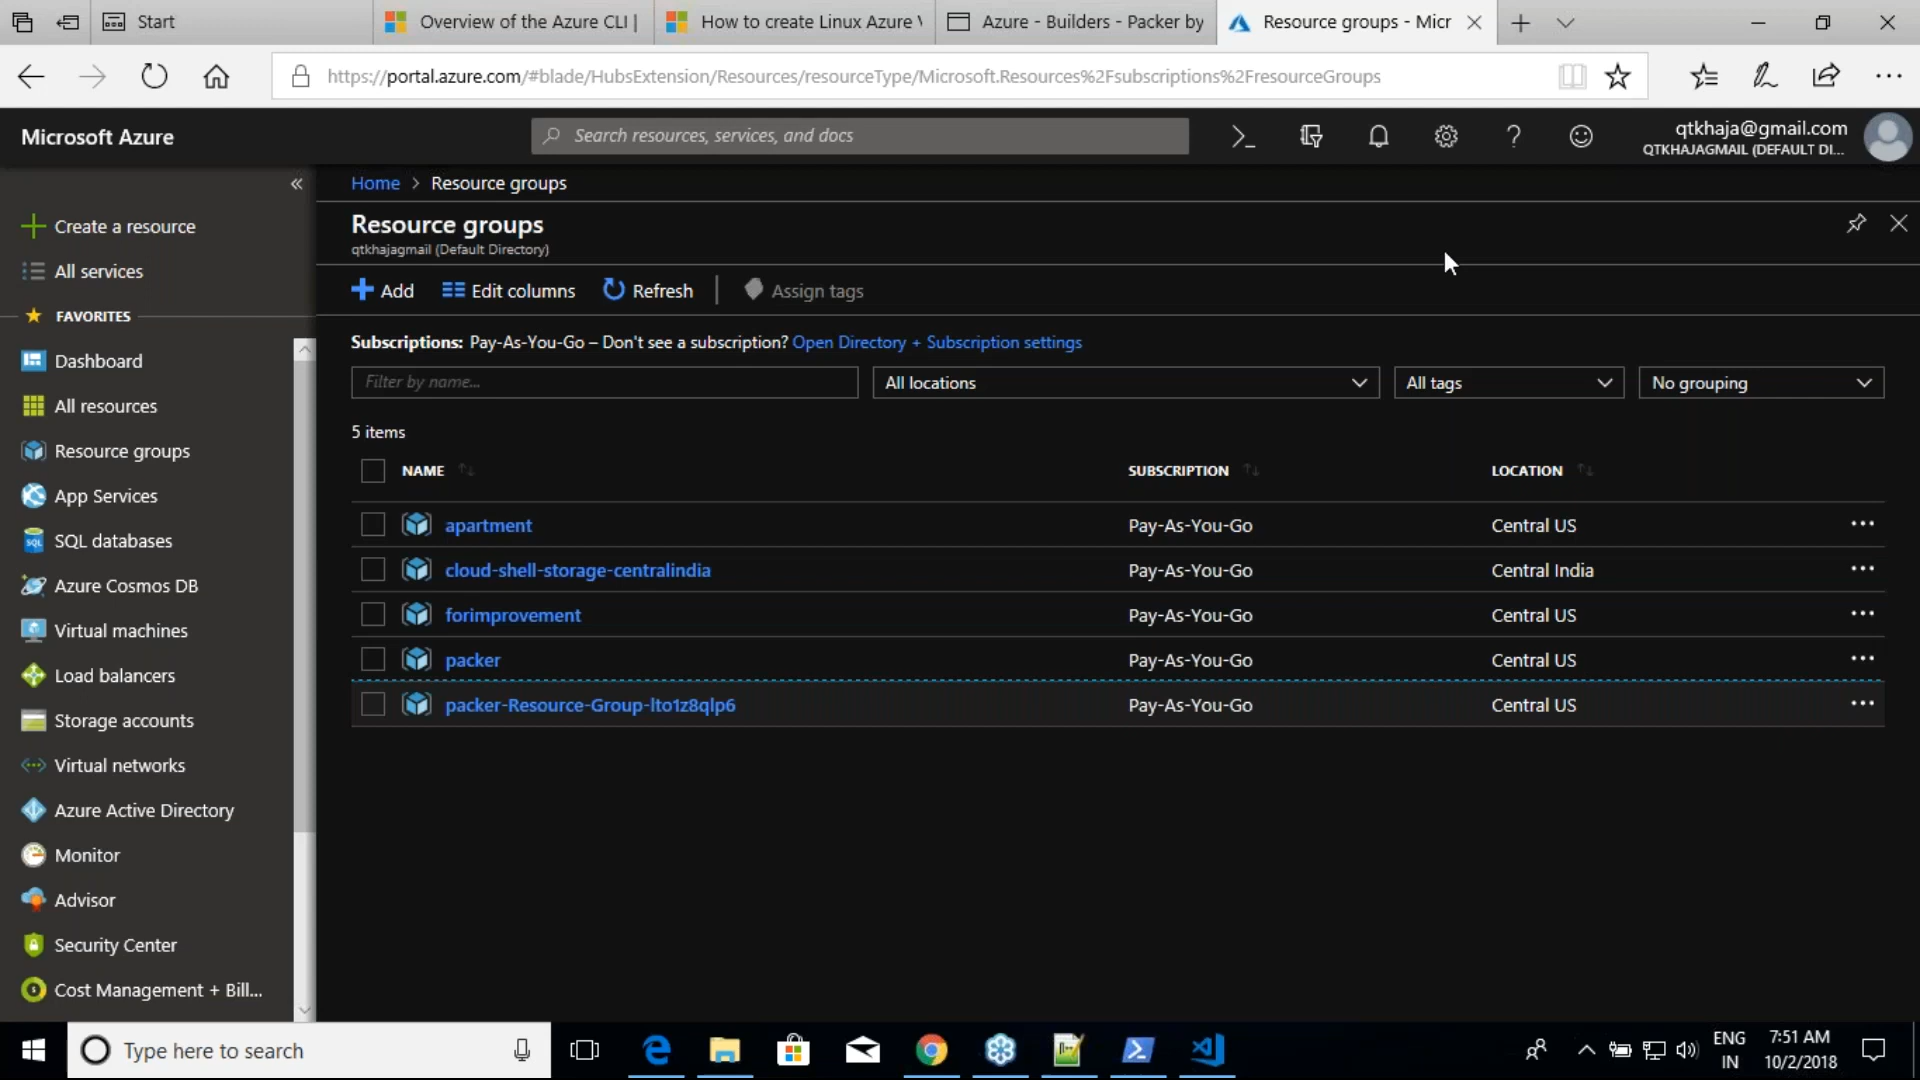 Start
Overview of the Azure CLI |
How to create Linux Azure
Azure - Builders - Packer by
Resource groups - Micr
https://portal.azure.com/#blade/HubsExtension/Resources/resourceType/Microsoft.Resources%2Fsubscriptions%2FresourceGroups
Microsoft Azure
Search resources, services, and docs
qtkhaja@gmail.com
QTKHAJAGMAIL (DEFAULT DI...
Home > Resource groups
Create a resource
All services
FAVORITES
Dashboard
All resources
Resource groups
App Services
SQL databases
Azure Cosmos DB
Virtual machines
Load balancers
Storage accounts
Virtual networks
Azure Active Directory
Monitor
Advisor
Security Center
Cost Management + Bill...
Resource groups
qtkhajagmail (Default Directory)
Add
Edit columns
Refresh
Assign tags
Subscriptions: Pay-As-You-Go – Don't see a subscription? Open Directory + Subscription settings
Filter by name...
All locations
All tags
No grouping
5 items
NAME SUBSCRIPTION LOCATION
apartment Pay-As-You-Go Central US
cloud-shell-storage-centralindia Pay-As-You-Go Central India
forimprovement Pay-As-You-Go Central US
packer Pay-As-You-Go Central US
packer-Resource-Group-lto1z8qlp6 Pay-As-You-Go Central US
Type here to search
ENG
IN
7:51 AM
10/2/2018